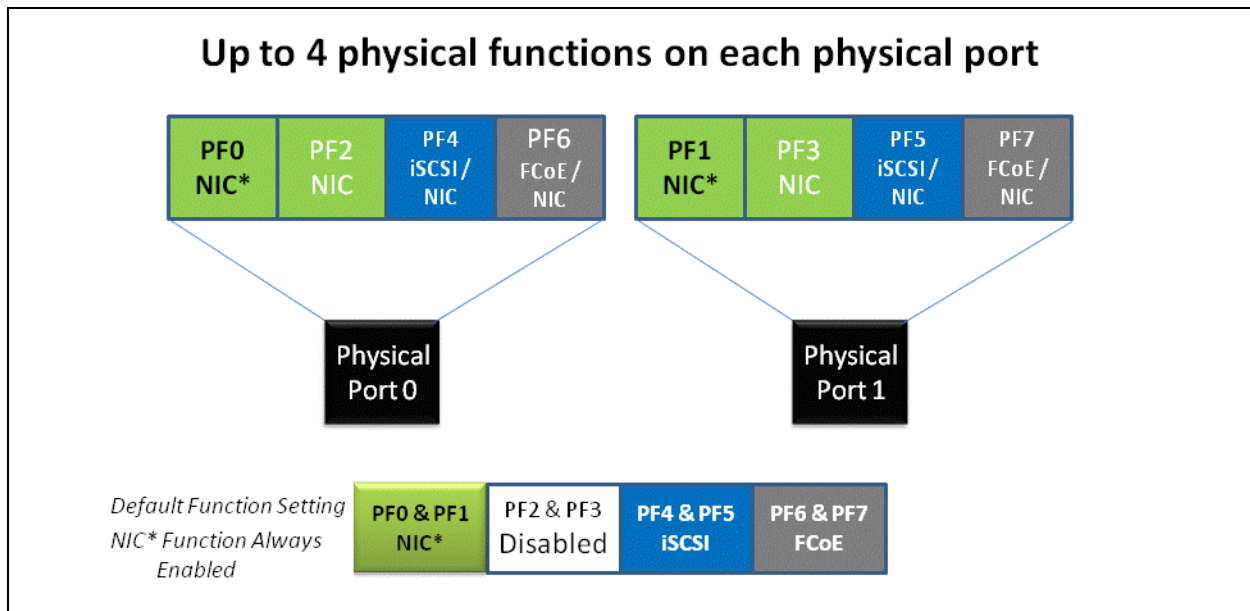 Up to 4 physical functions on each physical port
PF0
NIC*
PF2
NIC
PF4
iSCSI /
NIC
PF6
FCoE /
NIC
PF1
NIC*
PF3
NIC
PF5
iSCSI /
NIC
PF7
FCoE /
NIC
Physical
Port 0
Physical
Port 1
Default Function Setting
NIC* Function Always
Enabled
PF0 & PF1
NIC*
PF2 & PF3
Disabled
PF4 & PF5
iSCSI
PF6 & PF7
FCoE